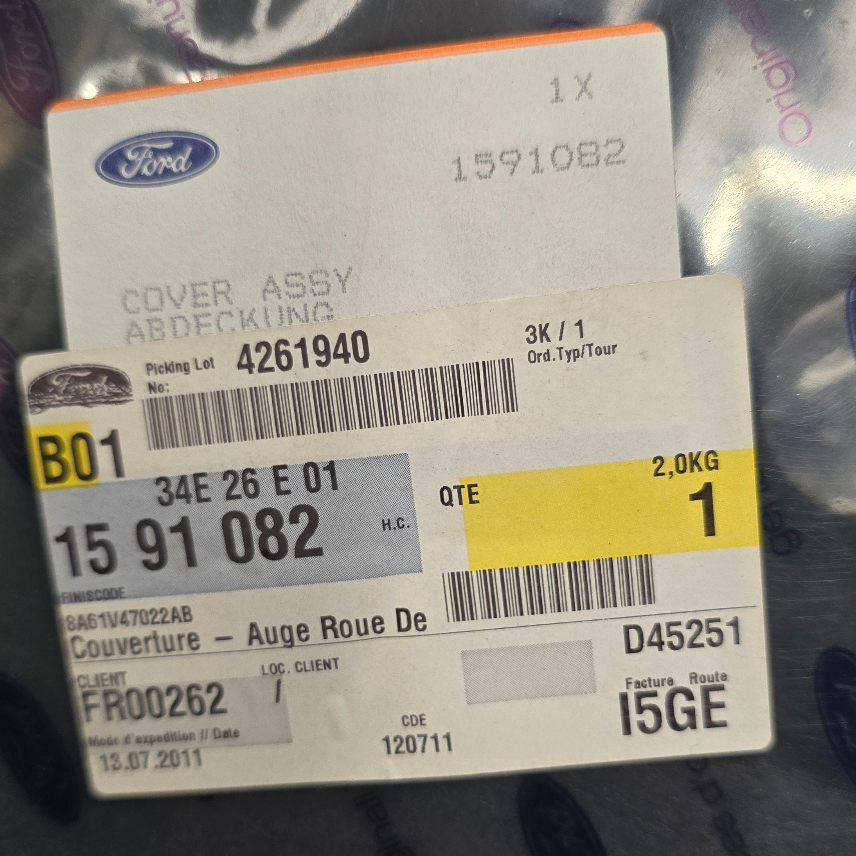 Ford
1X
1591082
COVER ASSY
ABDECKUNG
Ford
Picking Lot No: 4261940
3K / 1
Ord.Typ/Tour
B01
34E 26 E 01
15 91 082 H.C.
QTE
2,0KG
1
FINISCODE
8A61V47022AB
Couverture – Auge Roue De
D45251
CLIENT
FR00262
LOC. CLIENT
/
Facture Route
I5GE
Mode d'expedition // Date
13.07.2011
CDE
120711
Ford
Original